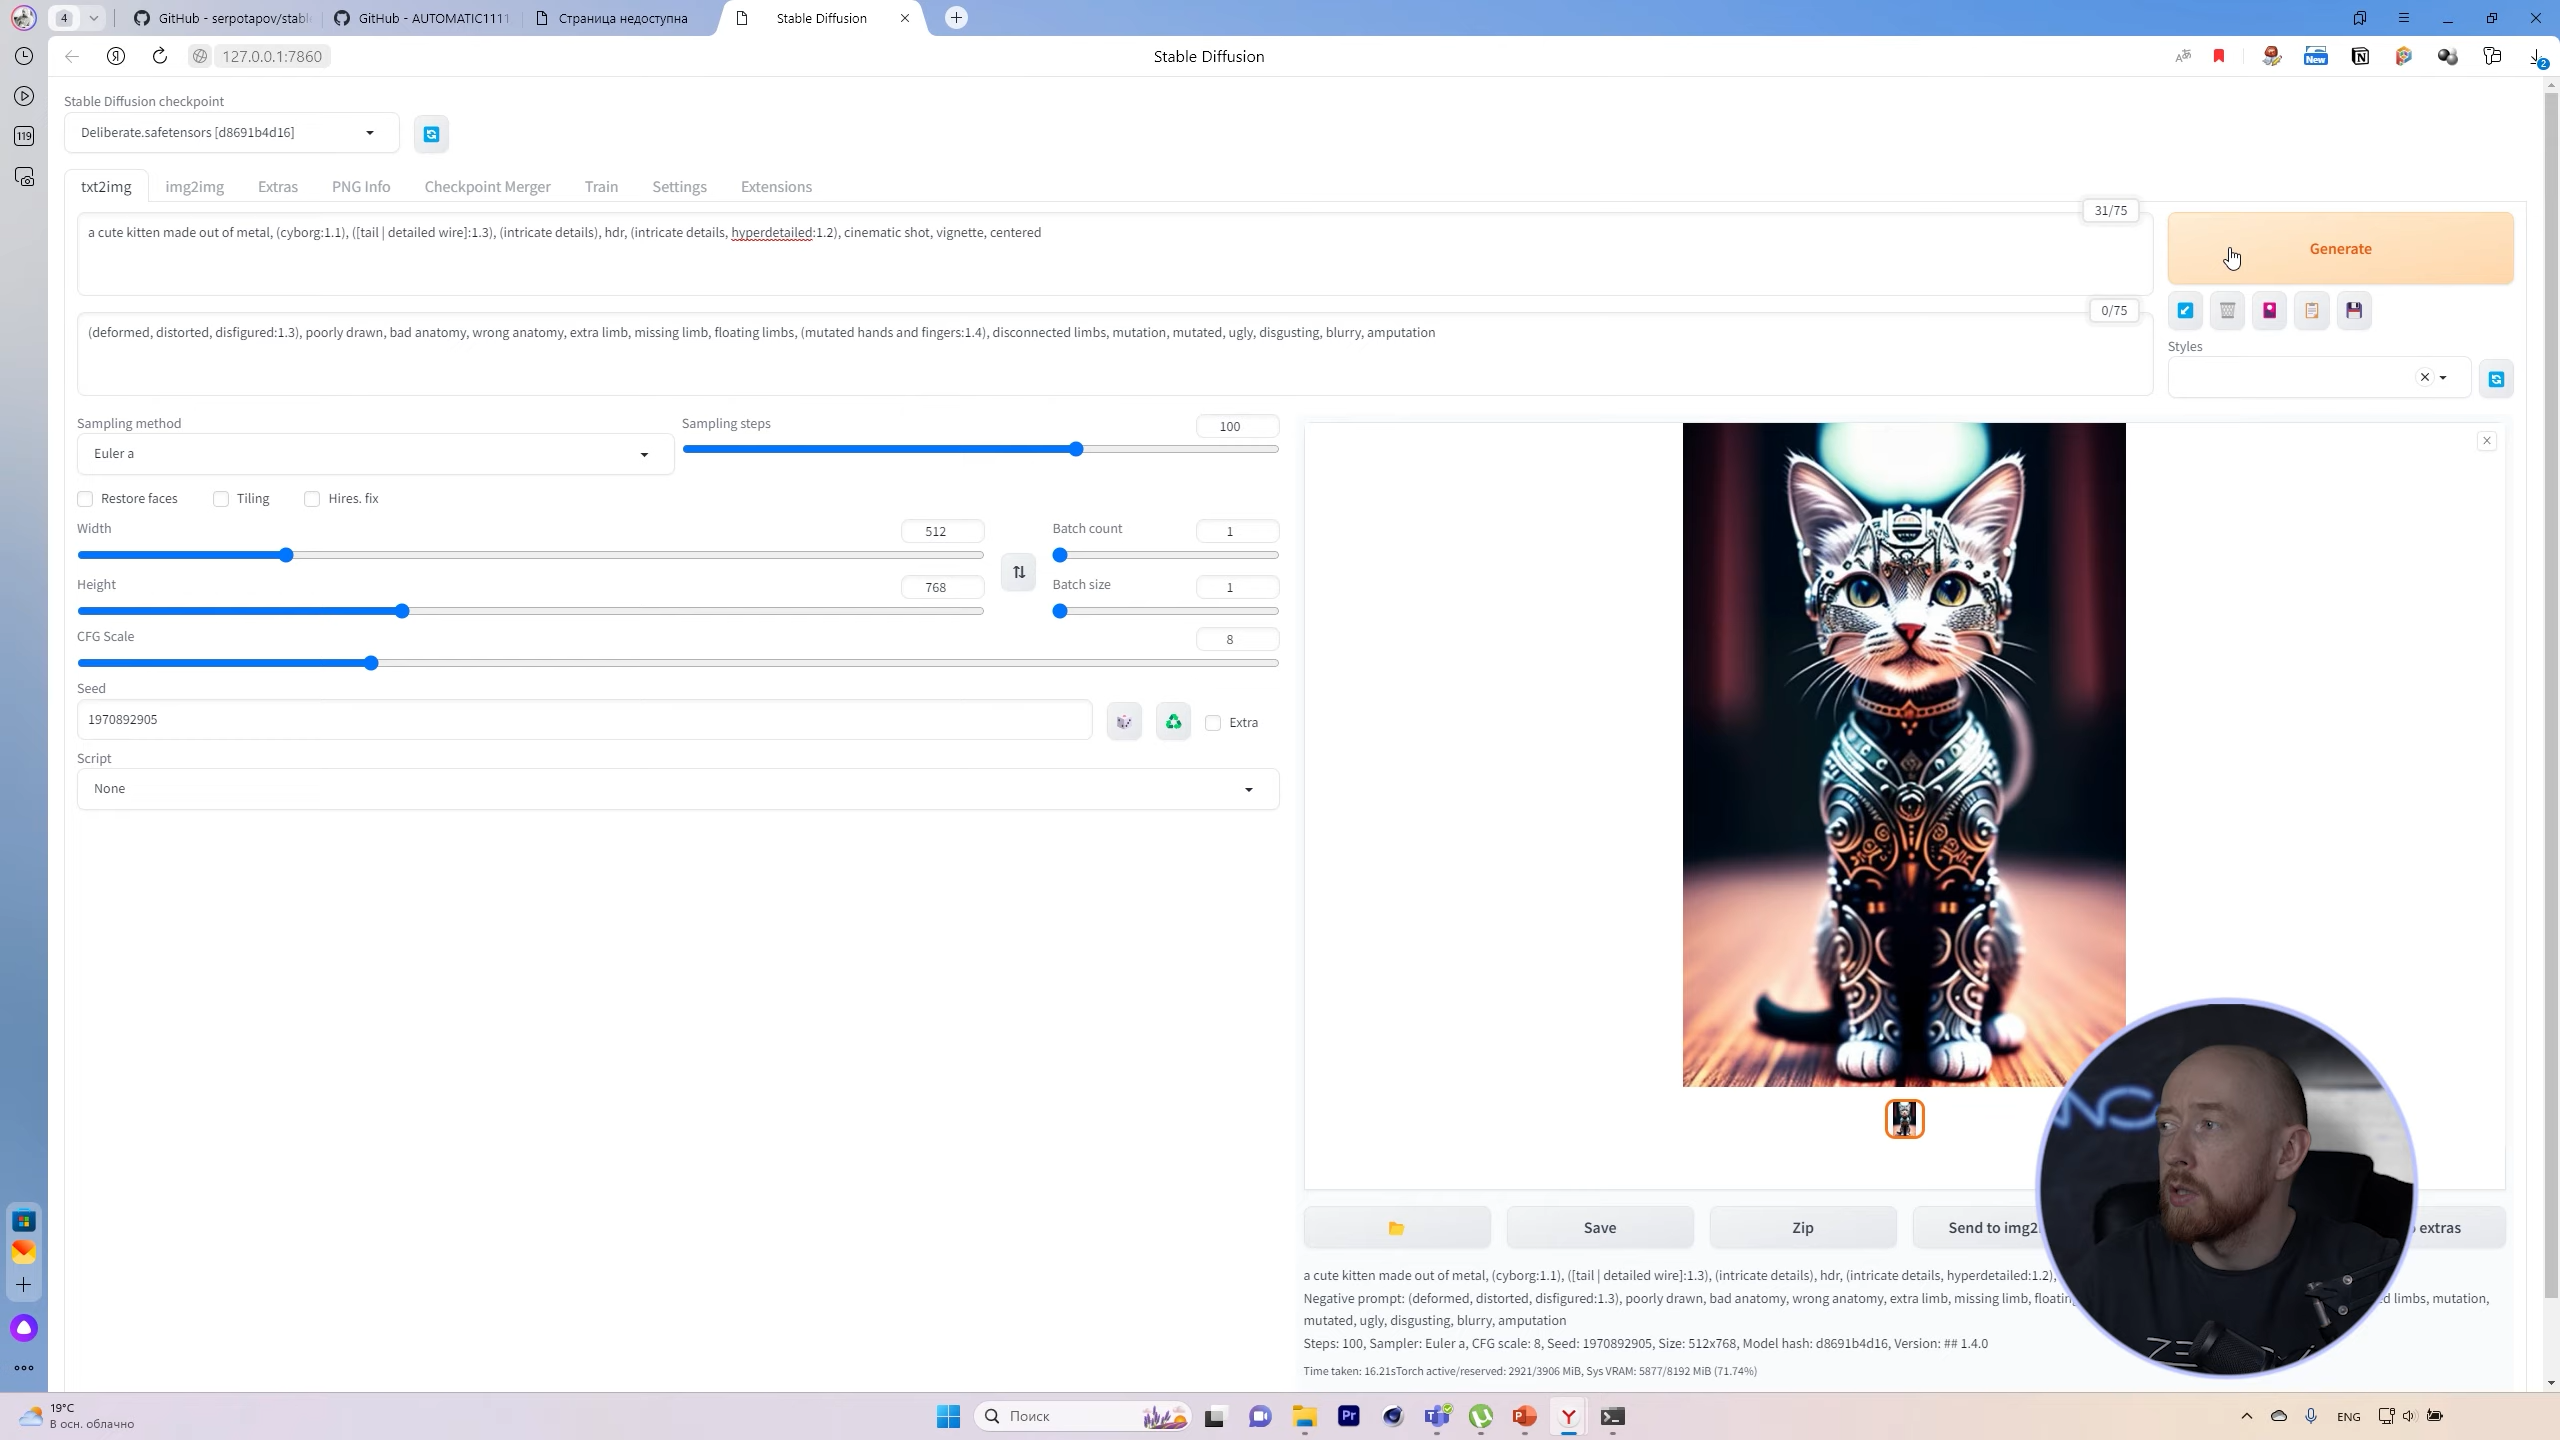 4
GitHub - serpotapov/stabl
GitHub - AUTOMATIC1111
Страница недоступна
Stable Diffusion
127.0.0.1:7860
Stable Diffusion
New
2
119
Stable Diffusion checkpoint
Deliberate.safetensors [d8691b4d16]
txt2img
img2img
Extras
PNG Info
Checkpoint Merger
Train
Settings
Extensions
31/75
a cute kitten made out of metal, (cyborg:1.1), ([tail | detailed wire]:1.3), (intricate details), hdr, (intricate details, hyperdetailed:1.2), cinematic shot, vignette, centered
Generate
0/75
(deformed, distorted, disfigured:1.3), poorly drawn, bad anatomy, wrong anatomy, extra limb, missing limb, floating limbs, (mutated hands and fingers:1.4), disconnected limbs, mutation, mutated, ugly, disgusting, blurry, amputation
Styles
Sampling method
Euler a
Sampling steps
100
Restore faces
Tiling
Hires. fix
Width
512
Batch count
1
Height
768
Batch size
1
CFG Scale
8
Seed
1970892905
Extra
Script
None
Save
Zip
Send to img2
extras
a cute kitten made out of metal, (cyborg:1.1), ([tail | detailed wire]:1.3), (intricate details), hdr, (intricate details, hyperdetailed:1.2),
Negative prompt: (deformed, distorted, disfigured:1.3), poorly drawn, bad anatomy, wrong anatomy, extra limb, missing limb, floating d limbs, mutation,
mutated, ugly, disgusting, blurry, amputation
Steps: 100, Sampler: Euler a, CFG scale: 8, Seed: 1970892905, Size: 512x768, Model hash: d8691b4d16, Version: ## 1.4.0
Time taken: 16.21sTorch active/reserved: 2921/3906 MiB, Sys VRAM: 5877/8192 MiB (71.74%)
19°C
В осн. облачно
Поиск
Pr
ENG